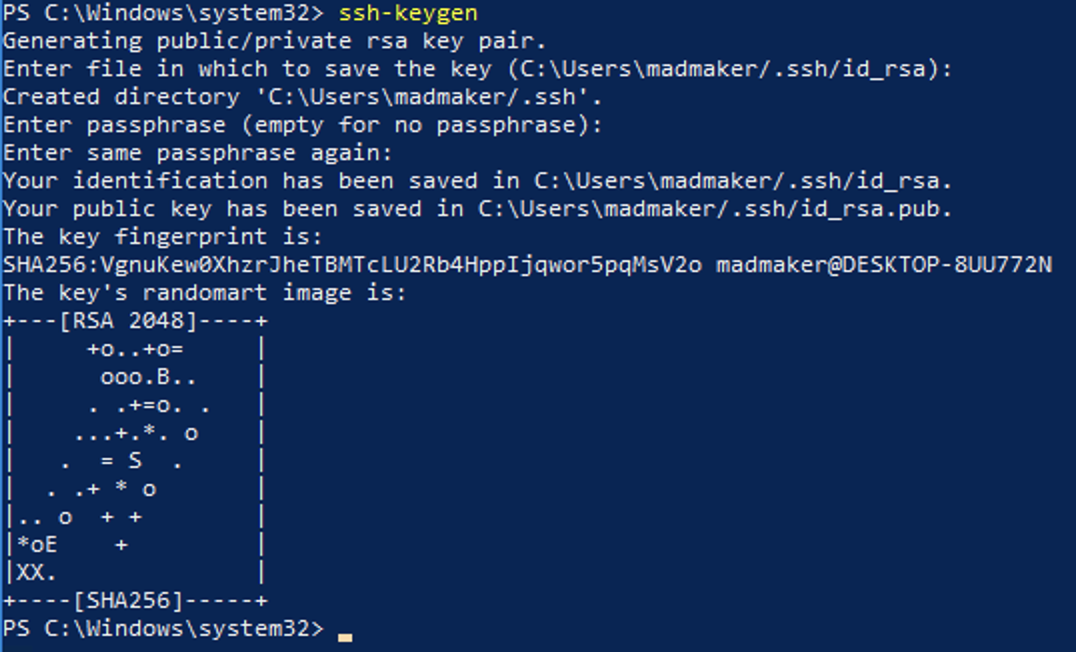 PS C:\Windows\system32> ssh-keygen
Generating public/private rsa key pair.
Enter file in which to save the key (C:\Users\madmaker/.ssh/id_rsa):
Created directory 'C:\Users\madmaker/.ssh'.
Enter passphrase (empty for no passphrase):
Enter same passphrase again:
Your identification has been saved in C:\Users\madmaker/.ssh/id_rsa.
Your public key has been saved in C:\Users\madmaker/.ssh/id_rsa.pub.
The key fingerprint is:
SHA256:VgnuKew0XhzrJheTBMTcLU2Rb4HppIjqwor5pqMsV2o madmaker@DESKTOP-8UU772N
The key's randomart image is:
+---[RSA 2048]----+
|     +o..+o=     |
|      ooo.B..    |
|     . .+=o. .   |
|    ...+.*. o    |
|   .  = S  .     |
|  . .+ * o       |
|.. o  + +        |
|*oE    +         |
|XX.              |
+----[SHA256]-----+
PS C:\Windows\system32>